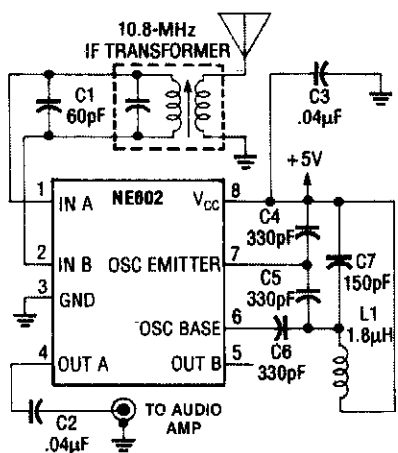 10.8-MHz
IF TRANSFORMER
C1
60pF
C3
.04µF
+5V
1
IN A
NE602
VCC
8
C4
330pF
2
IN B
OSC EMITTER
7
C5
330pF
C7
150pF
3
GND
OSC BASE
6
C6
330pF
L1
1.8µH
4
OUT A
OUT B
5
C2
.04µF
TO AUDIO
AMP